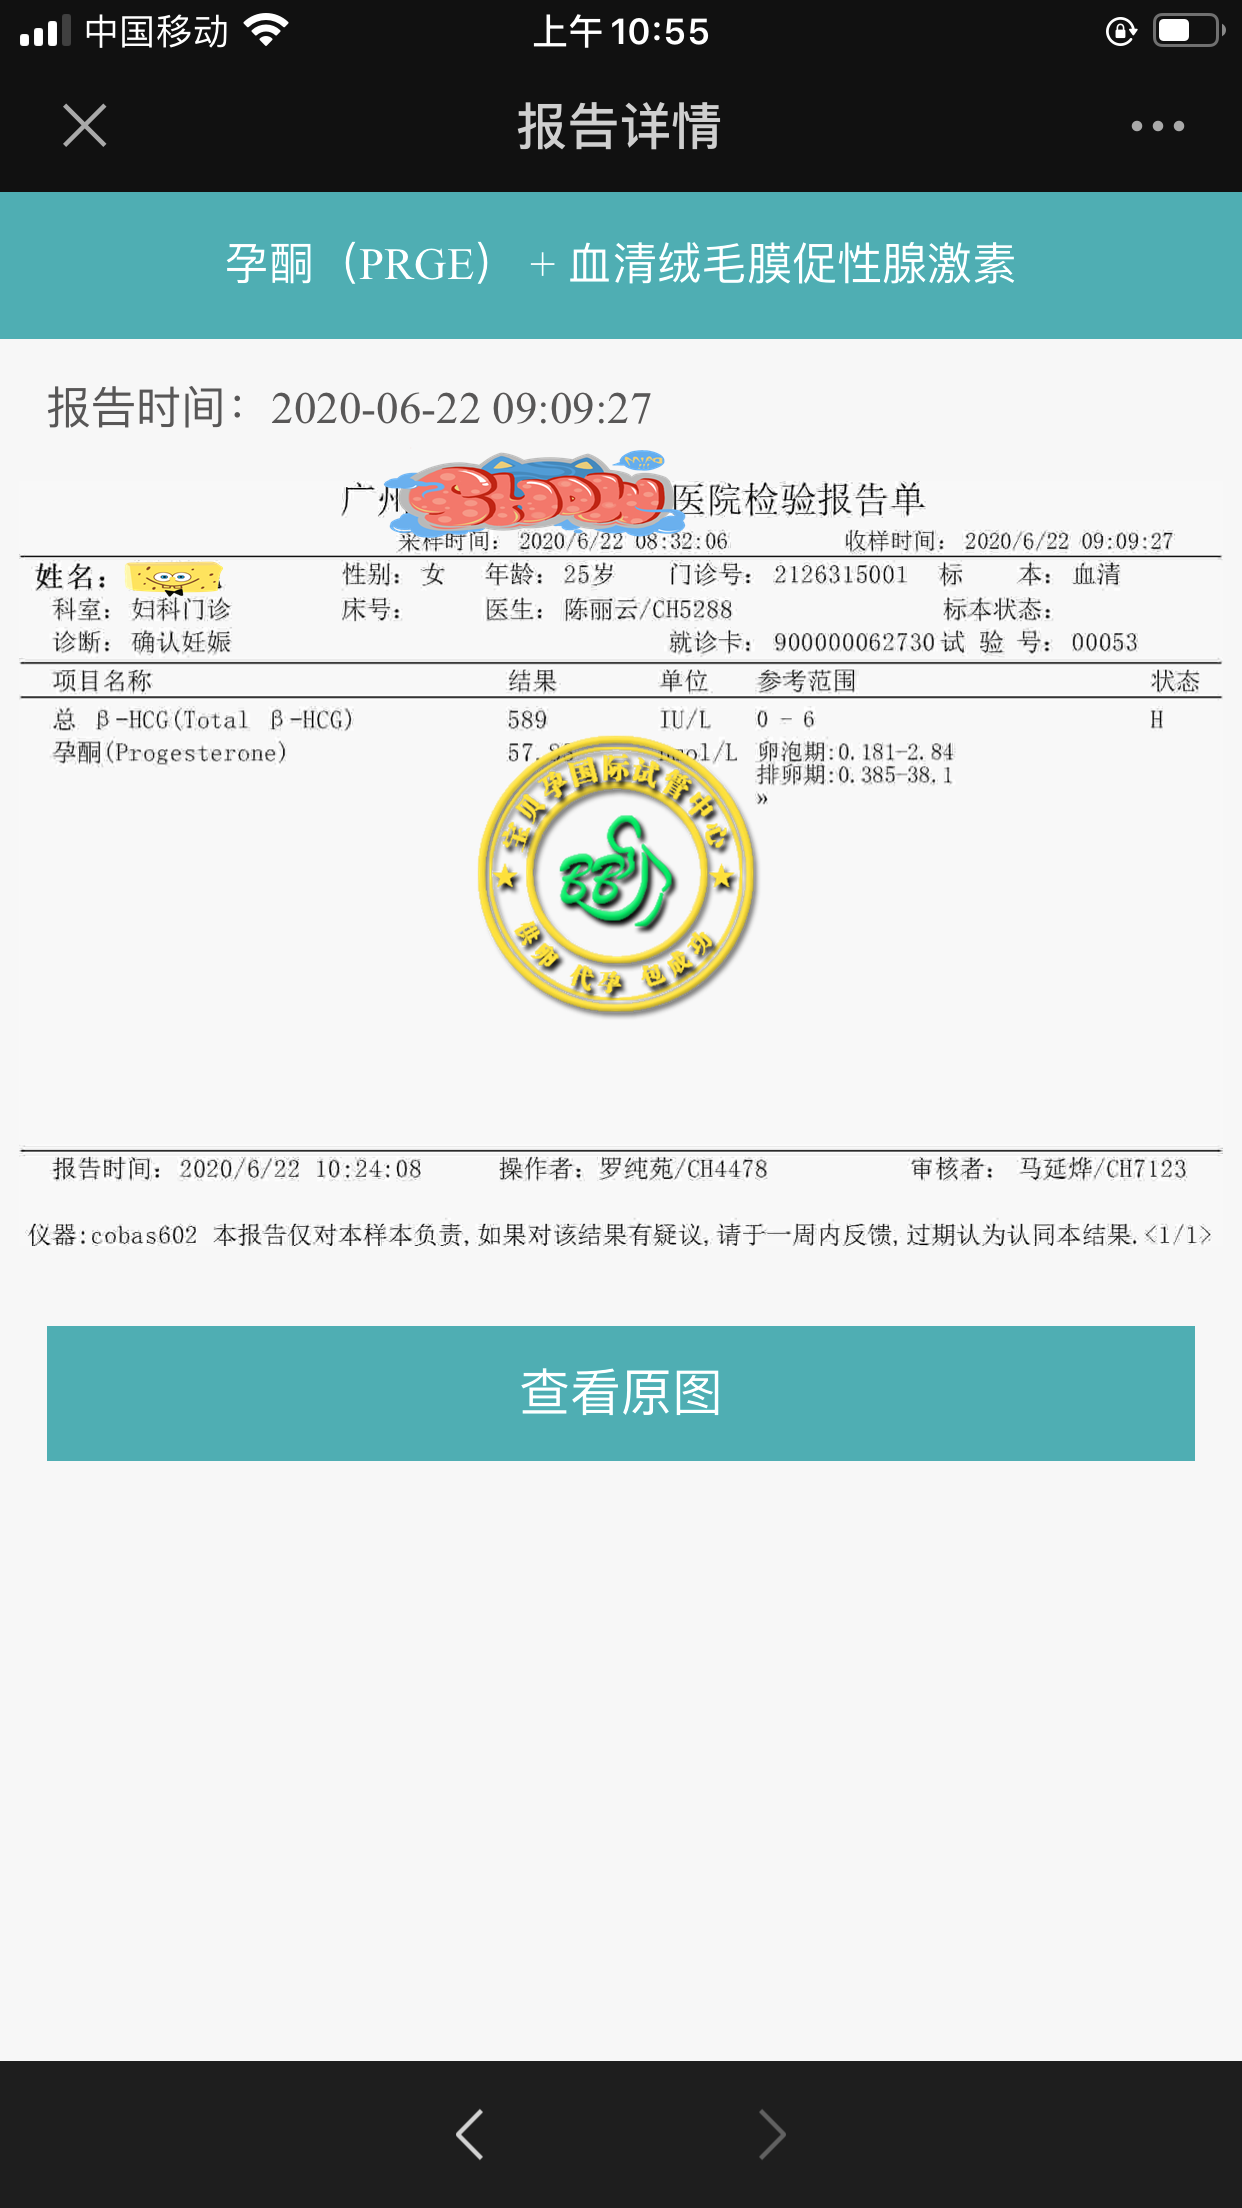 中国移动 上午10:55
报告详情
孕酮（PRGE） + 血清绒毛膜促性腺激素
报告时间：2020-06-22 09:09:27
广州 医院检验报告单
采样时间： 2020/6/22 08:32:06 收样时间： 2020/6/22 09:09:27
姓名： 性别： 女 年龄： 25岁 门诊号： 2126315001 标 本： 血清
科室： 妇科门诊 床号： 医生： 陈丽云/CH5288 标本状态：
诊断： 确认妊娠 就诊卡： 900000062730 试 验 号： 00053
项目名称 结果 单位 参考范围 状态
总 β-HCG(Total β-HCG) 589 IU/L 0 - 6 H
孕酮(Progesterone) 卵泡期:0.181-2.84
排卵期:0.385-38.1
»
宝贝孕国际试管中心
供卵 代孕 包成功
报告时间： 2020/6/22 10:24:08 操作者： 罗纯苑/CH4478 审核者： 马延烨/CH7123
仪器:cobas602 本报告仅对本样本负责,如果对该结果有疑议,请于一周内反馈,过期认为认同本结果.<1/1>
查看原图